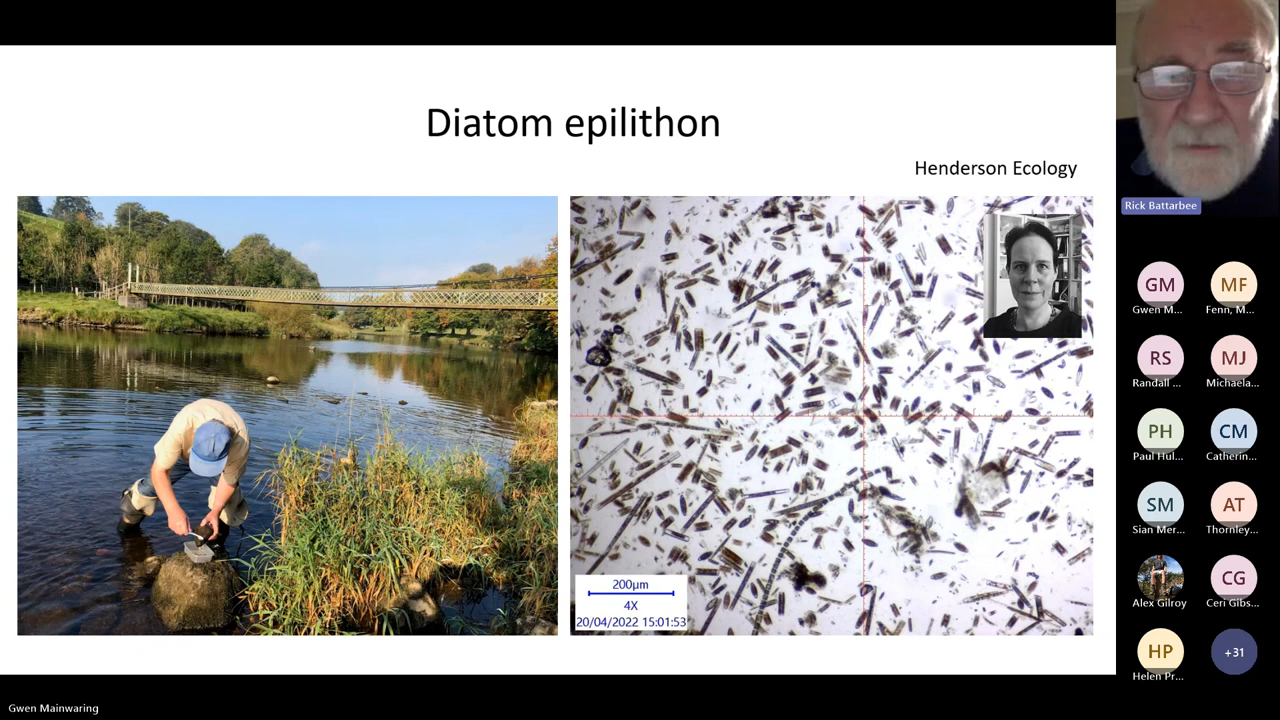 Diatom epilithon
Henderson Ecology
200µm
4X
20/04/2022 15:01:53
Rick Battarbee
GM
Gwen M...
MF
Fenn, M...
RS
Randall ...
MJ
Michaela...
PH
Paul Hul...
CM
Catherin...
SM
Sian Mer...
AT
Thornley...
Alex Gilroy
CG
Ceri Gibs...
HP
Helen Pr...
+31
Gwen Mainwaring